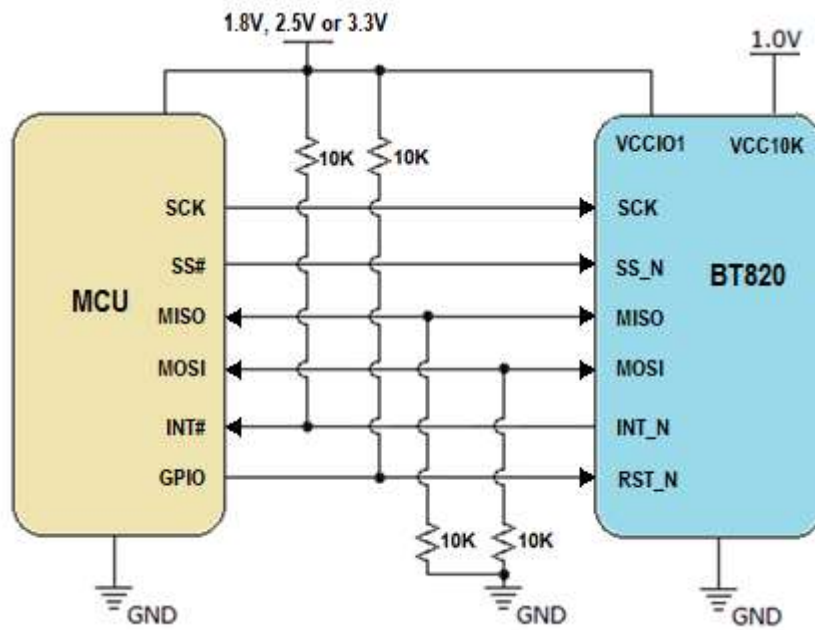 1.8V, 2.5V or 3.3V
1.0V
10K
10K
VCCIO1
VCC10K
SCK
SCK
SS#
SS_N
MCU
BT820
MISO
MISO
MOSI
MOSI
INT#
INT_N
GPIO
RST_N
10K
10K
GND
GND
GND